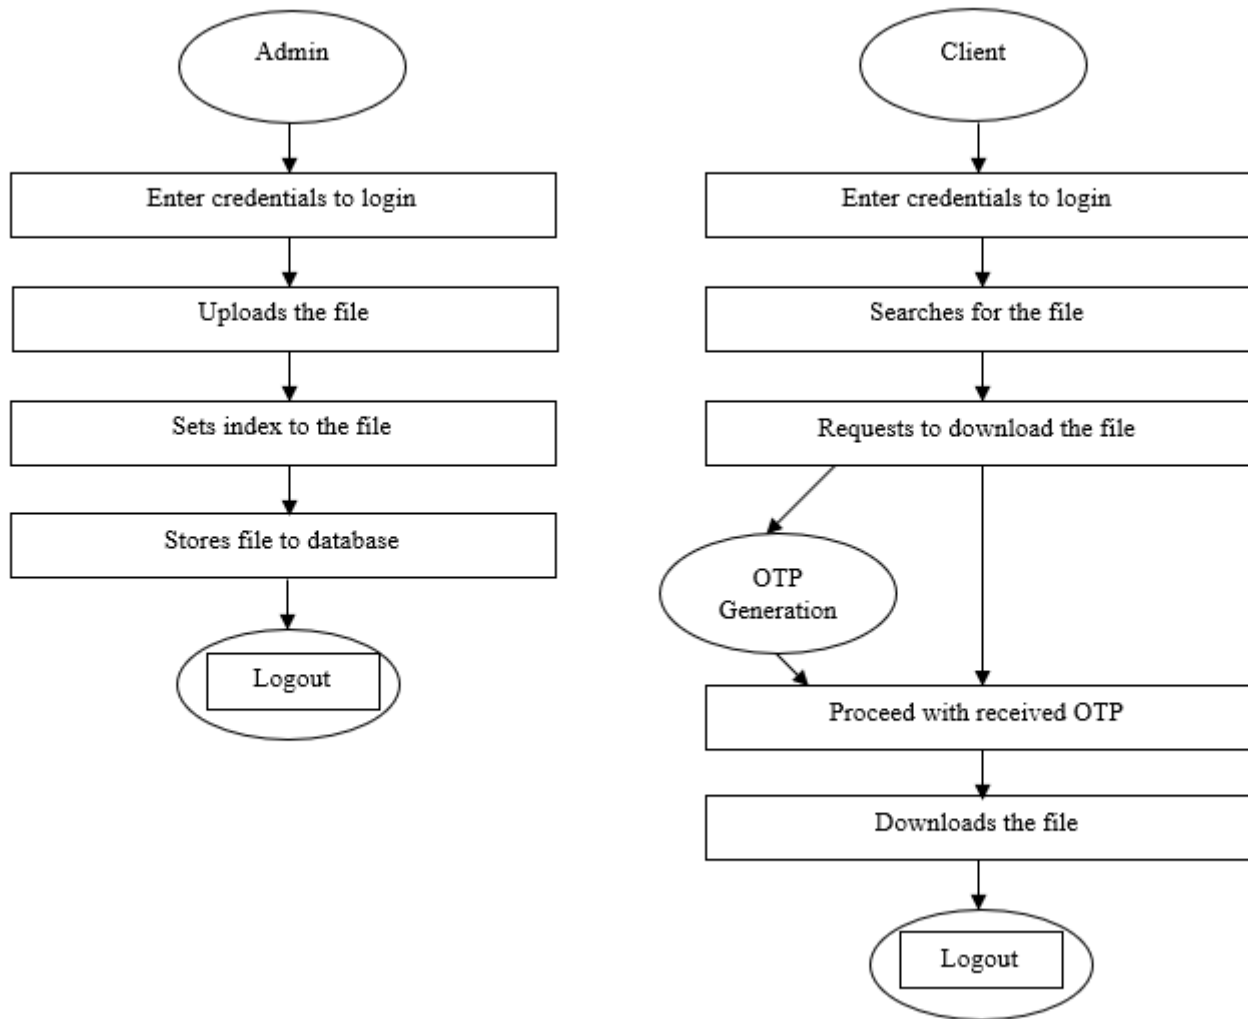 Admin
Enter credentials to login
Uploads the file
Sets index to the file
Stores file to database
Logout
Client
Enter credentials to login
Searches for the file
Requests to download the file
OTP
Generation
Proceed with received OTP
Downloads the file
Logout